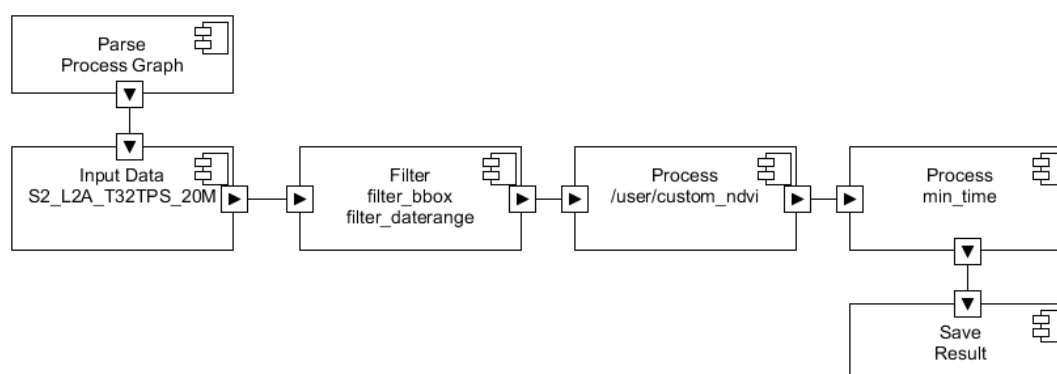 Parse
Process Graph
Input Data
S2_L2A_T32TPS_20M
Filter
filter_bbox
filter_daterange
Process
/user/custom_ndvi
Process
min_time
Save
Result